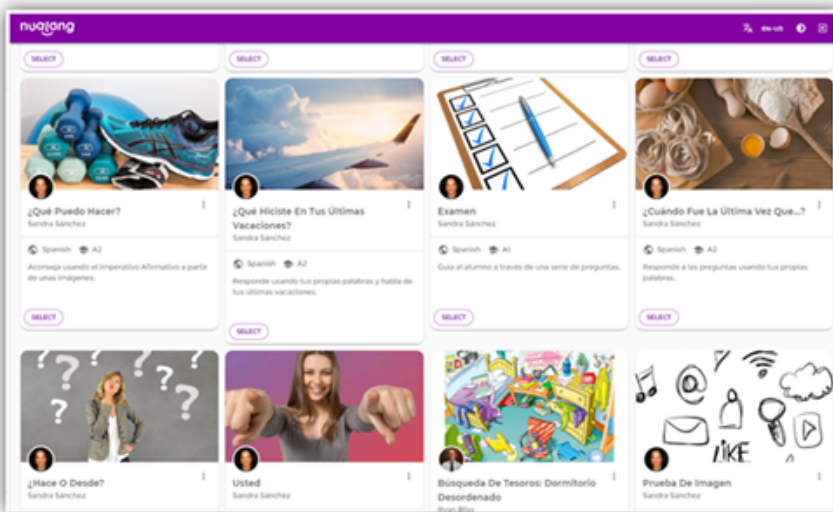 nualang
EN-US
SELECT
SELECT
SELECT
SELECT
¿Qué Puedo Hacer?
Sandra Sánchez
Spanish A2
Aconseja usando el Imperativo Afirmativo a partir
de unas imágenes.
SELECT
¿Qué Hiciste En Tus Últimas
Vacaciones?
Sandra Sánchez
Spanish A2
Responde usando tus propias palabras y habla de
tus últimas vacaciones.
SELECT
Examen
Sandra Sánchez
Spanish A1
Guía al alumno a través de una serie de preguntas.
SELECT
¿Cuándo Fue La Última Vez Que...?
Sandra Sánchez
Spanish A2
Responde a las preguntas usando tus propias
palabras.
SELECT
¿Hace O Desde?
Sandra Sánchez
Usted
Sandra Sánchez
Búsqueda De Tesoros: Dormitorio
Desordenado
Ryan Bliss
LIKE
Prueba De Imagen
Sandra Sánchez